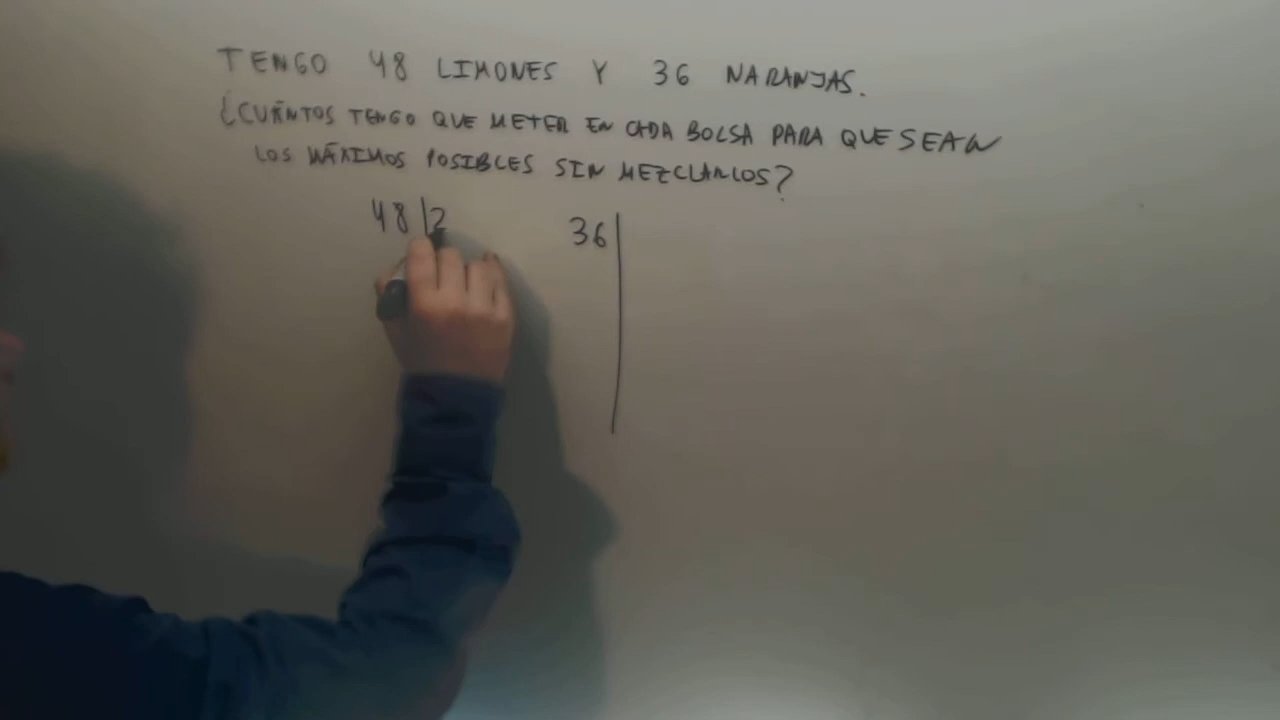 TENGO 48 LIMONES Y 36 NARANJAS.
¿CUÁNTOS TENGO QUE METER EN CADA BOLSA PARA QUE SEAN
LOS MÁXIMOS POSIBLES SIN MEZCLARLOS?
48 | 2 36 |